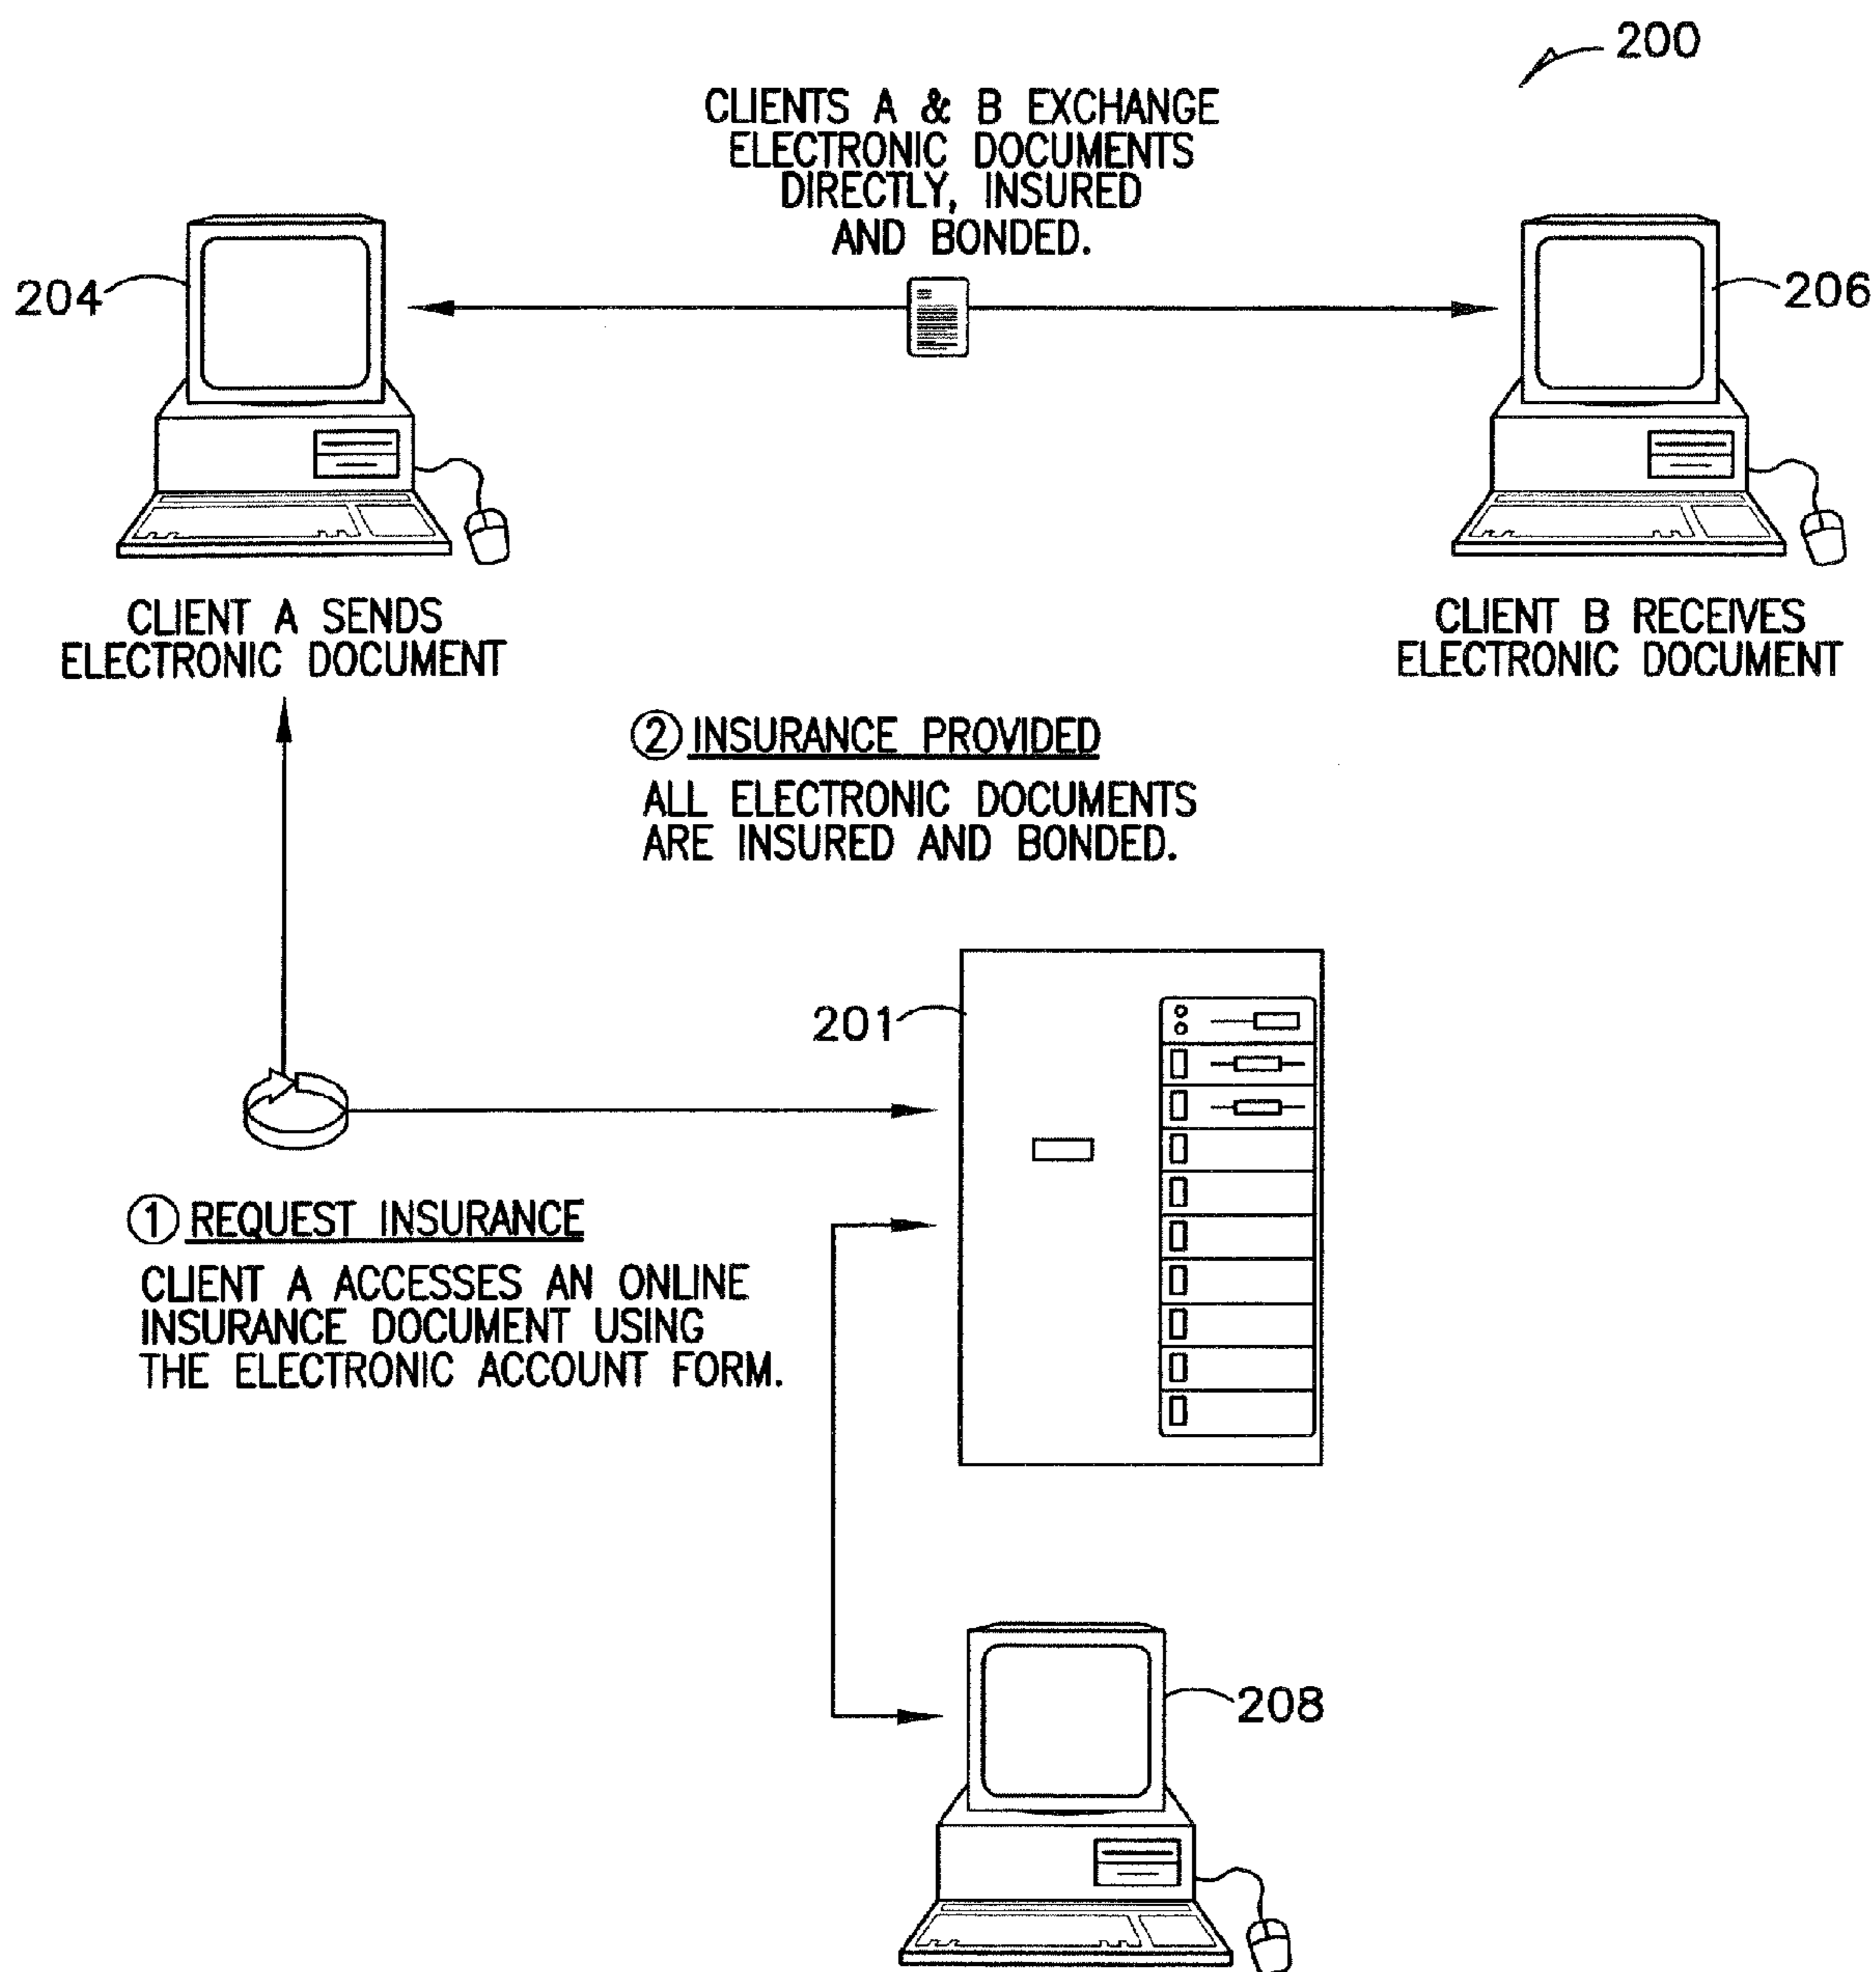 200
CLIENTS A & B EXCHANGE
ELECTRONIC DOCUMENTS
DIRECTLY, INSURED
AND BONDED.
204
206
CLIENT A SENDS
ELECTRONIC DOCUMENT
CLIENT B RECEIVES
ELECTRONIC DOCUMENT
② INSURANCE PROVIDED
ALL ELECTRONIC DOCUMENTS
ARE INSURED AND BONDED.
201
① REQUEST INSURANCE
CLIENT A ACCESSES AN ONLINE
INSURANCE DOCUMENT USING
THE ELECTRONIC ACCOUNT FORM.
208